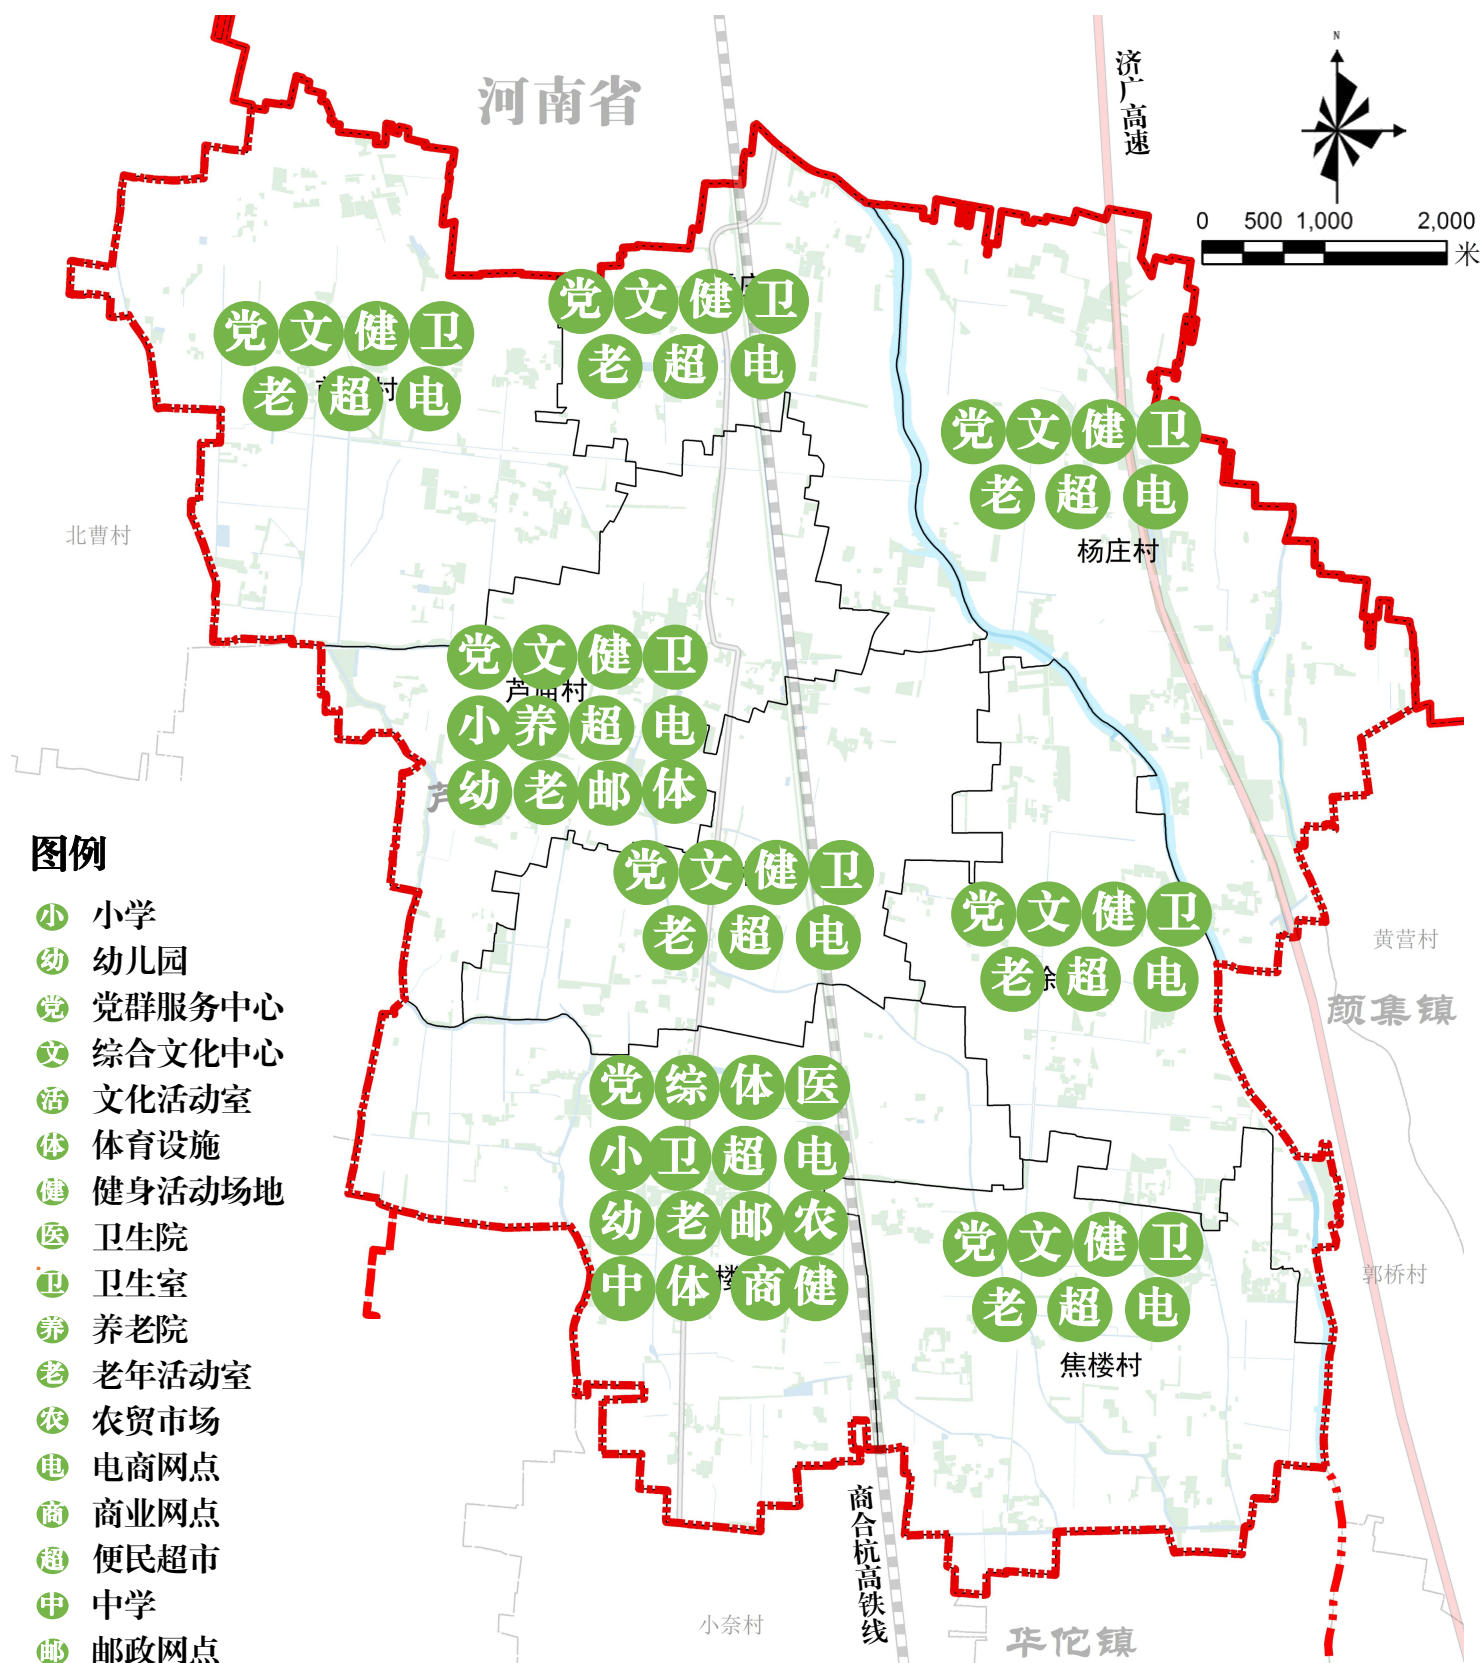 河南省
济广高速
N
0 500 1,000 2,000
米
党 文 健 卫
老 超 电
党 文 健 卫
老 超 电
村
党 文 健 卫
老 超 电
杨庄村
北曹村
党 文 健 卫
芦庙村
小 养 超 电
幼 老 邮 体
党 文 健 卫
老 超 电
党 文 健 卫
老 超 电
黄营村
颜集镇
党 综 体 医
小 卫 超 电
幼 老 邮 农
中 体 商 健
楼
党 文 健 卫
老 超 电
焦楼村
郭桥村
商合杭高铁线
小奈村
华佗镇
图例
小 小学
幼 幼儿园
党 党群服务中心
文 综合文化中心
活 文化活动室
体 体育设施
健 健身活动场地
医 卫生院
卫 卫生室
养 养老院
老 老年活动室
农 农贸市场
电 电商网点
商 商业网点
超 便民超市
中 中学
邮 邮政网点